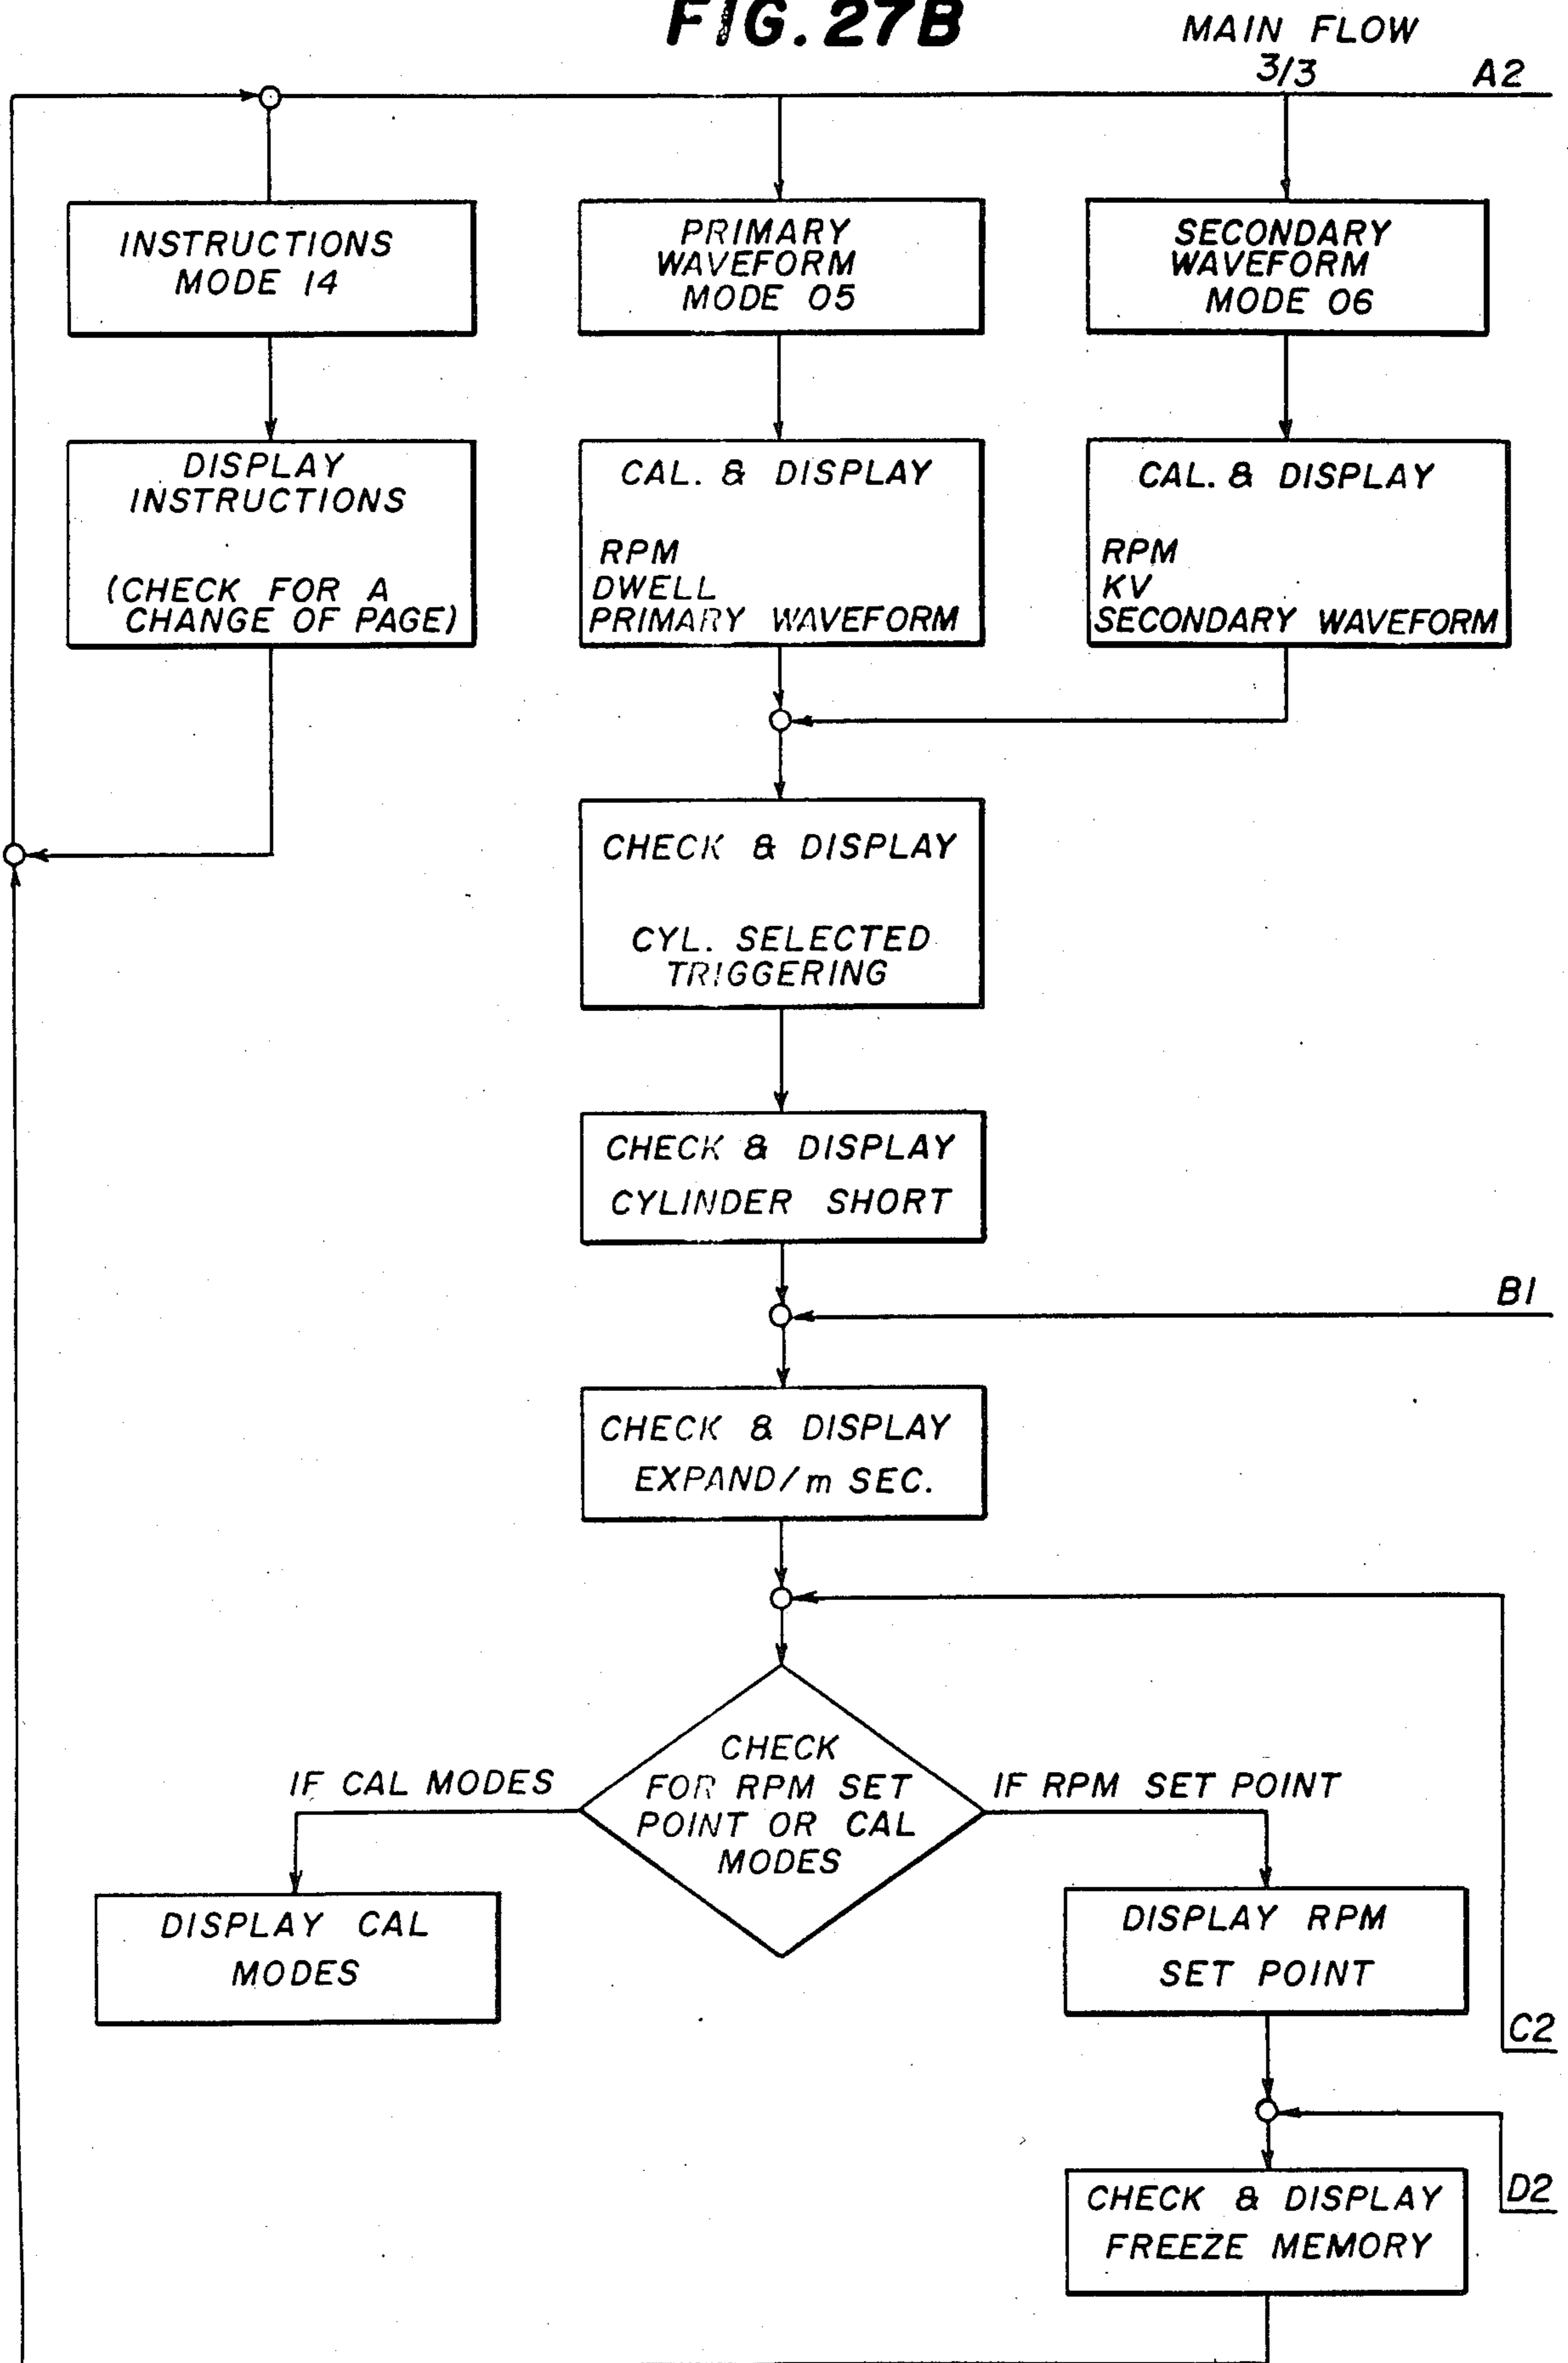 FIG. 27B
MAIN FLOW
3/3
A2
INSTRUCTIONS
MODE 14
PRIMARY
WAVEFORM
MODE 05
SECONDARY
WAVEFORM
MODE 06
DISPLAY
INSTRUCTIONS
(CHECK FOR A
CHANGE OF PAGE)
CAL. & DISPLAY
RPM
DWELL
PRIMARY WAVEFORM
CAL. & DISPLAY
RPM
KV
SECONDARY WAVEFORM
CHECK & DISPLAY
CYL. SELECTED
TRIGGERING
CHECK & DISPLAY
CYLINDER SHORT
B1
CHECK & DISPLAY
EXPAND/m SEC.
CHECK
FOR RPM SET
POINT OR CAL
MODES
IF CAL MODES
IF RPM SET POINT
DISPLAY CAL
MODES
DISPLAY RPM
SET POINT
C2
D2
CHECK & DISPLAY
FREEZE MEMORY